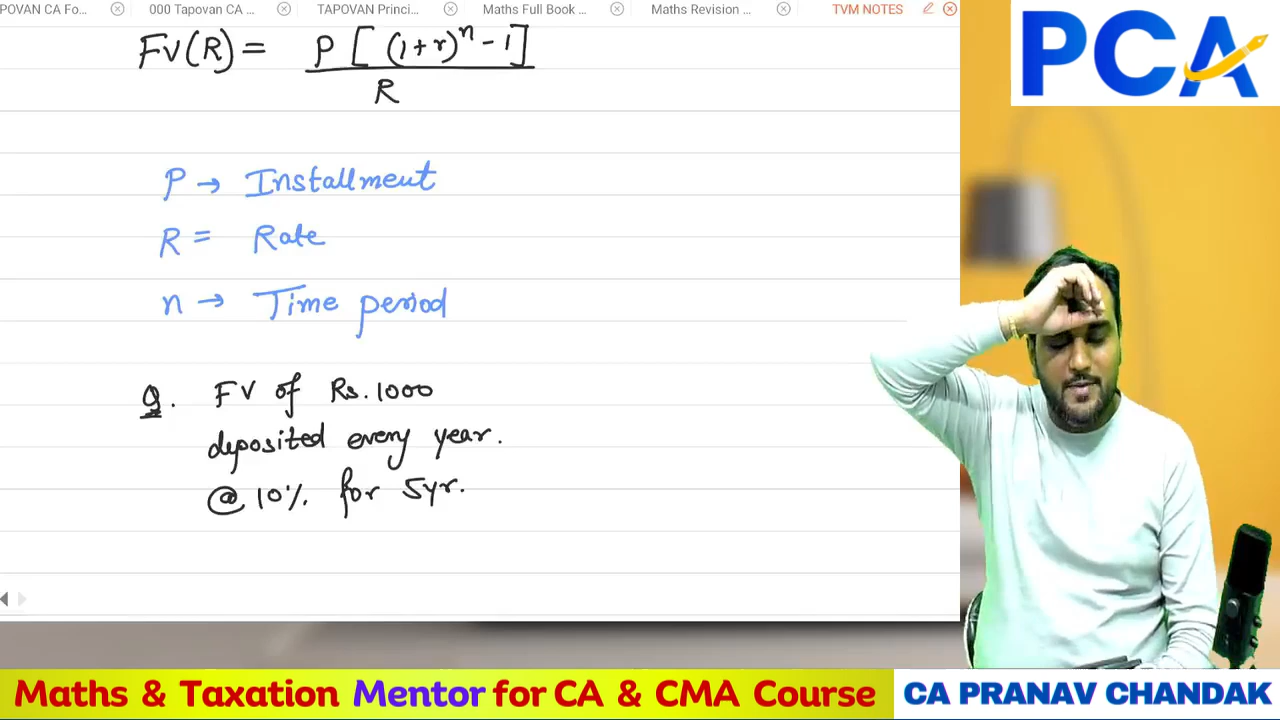 POVAN CA Fo...
000 Tapovan CA ...
TAPOVAN Princi...
Maths Full Book ...
Maths Revision ...
TVM NOTES
FV(R) = P [ (1+r)^n - 1 ]
R
P → Installment
R = Rate
n → Time period
Q. FV of Rs. 1000
deposited every year.
@ 10% for 5yr.
PCA
Maths & Taxation Mentor for CA & CMA Course
CA PRANAV CHANDAK